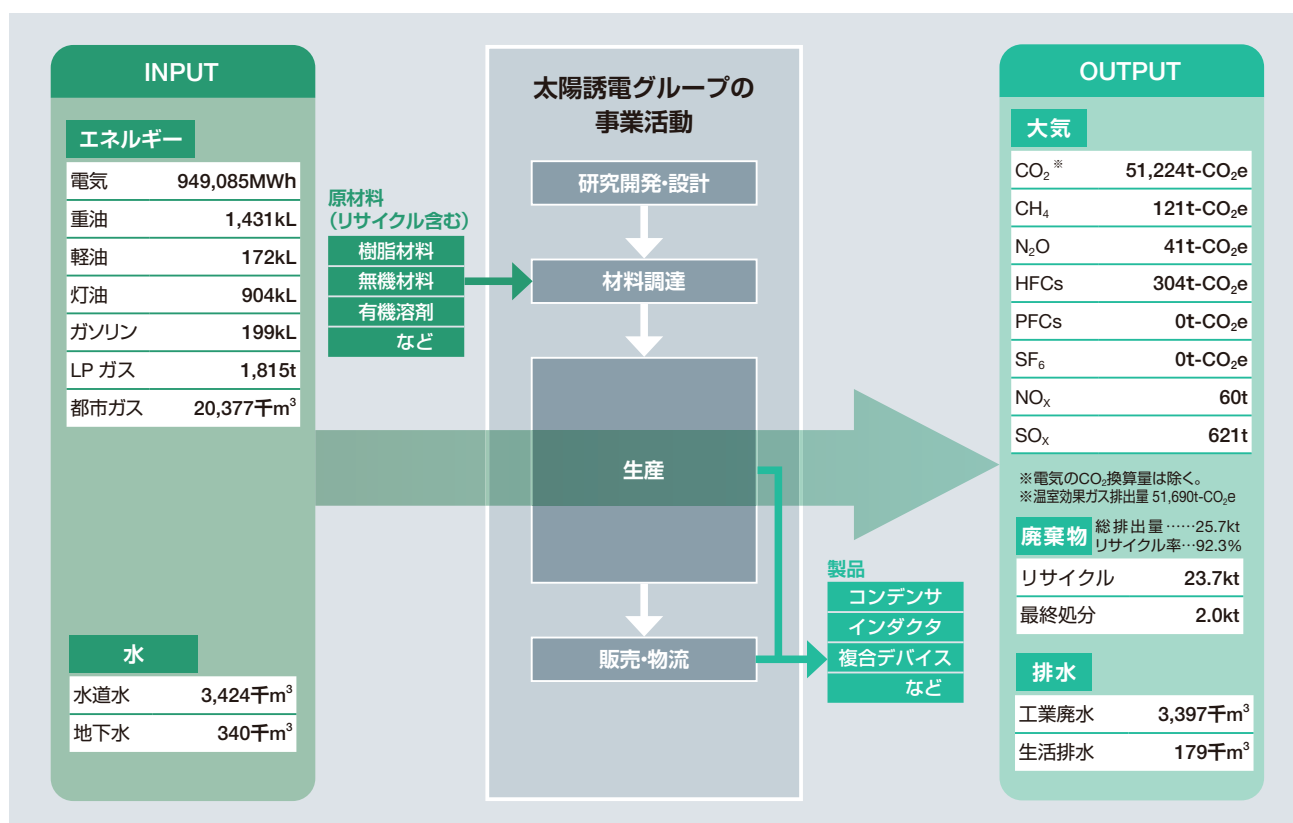 INPUT
エネルギー
電気 949,085MWh
重油 1,431kL
軽油 172kL
灯油 904kL
ガソリン 199kL
LP ガス 1,815t
都市ガス 20,377千m³
水
水道水 3,424千m³
地下水 340千m³
原材料
（リサイクル含む）
樹脂材料
無機材料
有機溶剤
など
太陽誘電グループの
事業活動
研究開発・設計
材料調達
生産
販売・物流
製品
コンデンサ
インダクタ
複合デバイス
など
OUTPUT
大気
CO₂※ 51,224t-CO₂e
CH₄ 121t-CO₂e
N₂O 41t-CO₂e
HFCs 304t-CO₂e
PFCs 0t-CO₂e
SF₆ 0t-CO₂e
NOx 60t
SOx 621t
※電気のCO₂換算量は除く。
※温室効果ガス排出量 51,690t-CO₂e
廃棄物
総排出量……25.7kt
リサイクル率…92.3%
リサイクル 23.7kt
最終処分 2.0kt
排水
工業廃水 3,397千m³
生活排水 179千m³